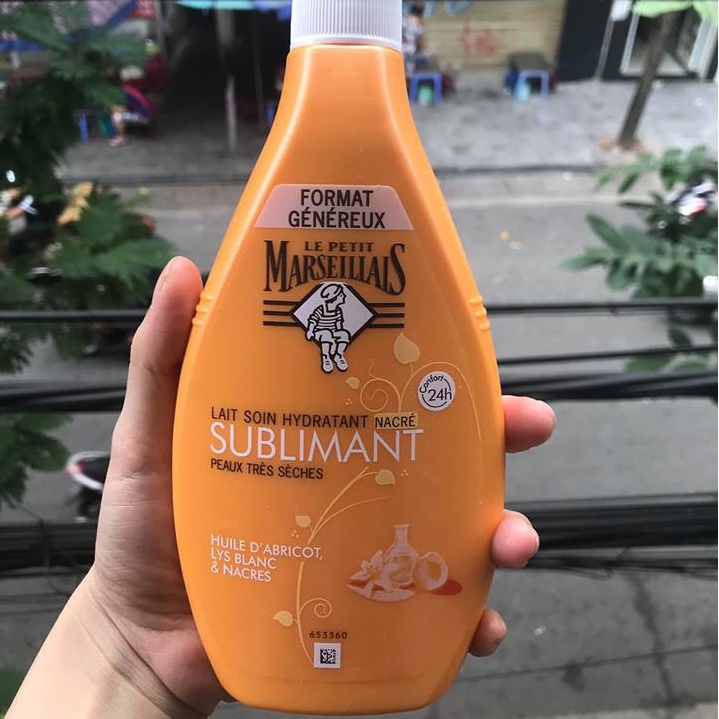 FORMAT
GÉNÉREUX
LE PETIT
MARSEILLAIS
Confort
24h
LAIT SOIN HYDRATANT NACRÉ
SUBLIMANT
PEAUX TRÈS SÈCHES
HUILE D'ABRICOT,
LYS BLANC
& NACRES
653360